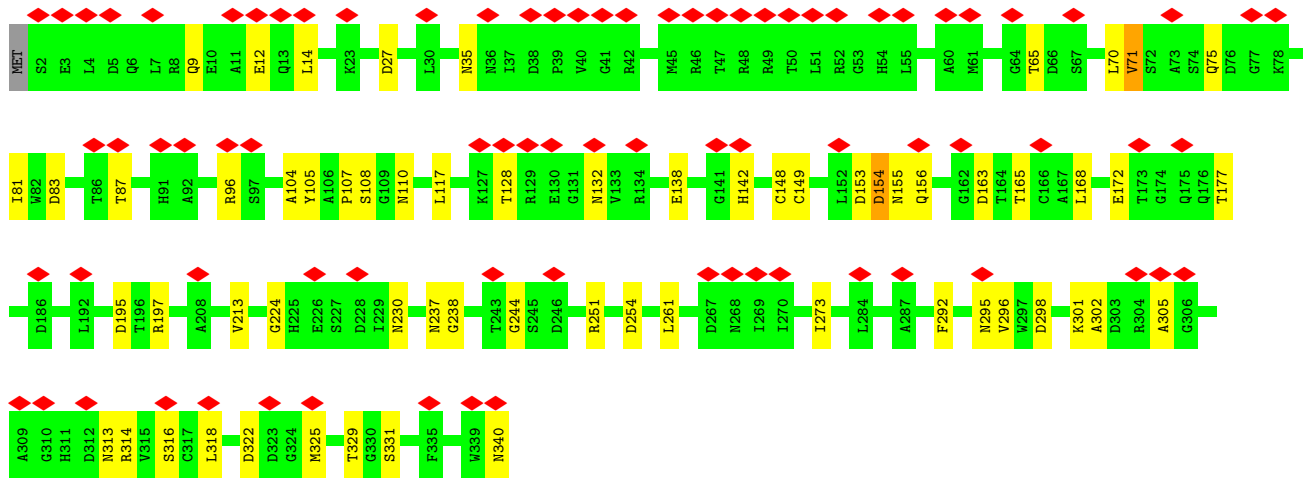 MET S2 E3 L4 D5 Q6 L7 R8 Q9 E10 A11 E12 Q13 L14 K23 D27 L30 N35 N36 I37 D38 P39 V40 G41 R42 M45 R46 T47 R48 R49 T50 L51 R52 G53 H54 L55 A60 M61 G64 T65 D66 S67 L70 V71 S72 A73 S74 Q75 D76 G77 K78
I81 W82 D83 T86 T87 H91 A92 R96 S97 A104 Y105 A106 P107 S108 G109 N110 L117 K127 T128 R129 E130 G131 N132 V133 R134 E138 G141 H142 C148 C149 L152 D153 D154 N155 Q156 G162 D163 T164 T165 C166 A167 L168 E172 T173 G174 Q175 Q176 T177
D186 L192 D195 T196 R197 A208 V213 G224 H225 E226 S227 D228 I229 N230 N237 G238 T243 G244 S245 D246 R251 D254 L261 D267 N268 I269 I270 I273 L284 A287 F292 N295 V296 W297 D298 K301 A302 D303 R304 A305 G306
A309 G310 H311 D312 N313 R314 V315 S316 C317 L318 D322 D323 G324 M325 T329 G330 S331 F335 W339 N340